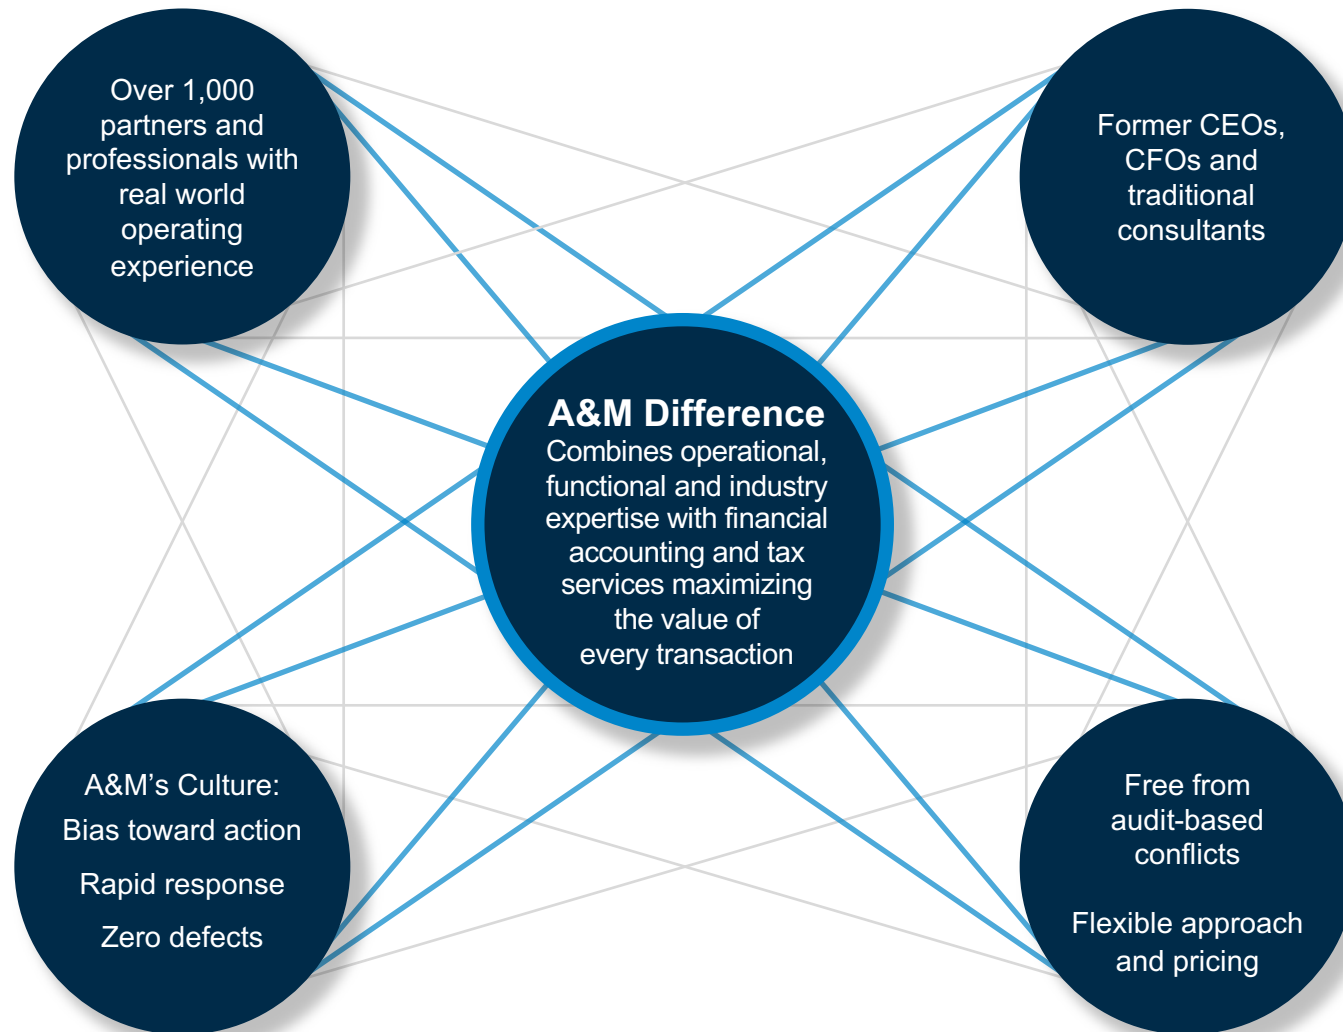 Over 1,000
partners and
professionals with
real world
operating
experience
Former CEOs,
CFOs and
traditional
consultants
A&M Difference
Combines operational,
functional and industry
expertise with financial
accounting and tax
services maximizing
the value of
every transaction
A&M’s Culture:
Bias toward action
Rapid response
Zero defects
Free from
audit-based
conflicts
Flexible approach
and pricing